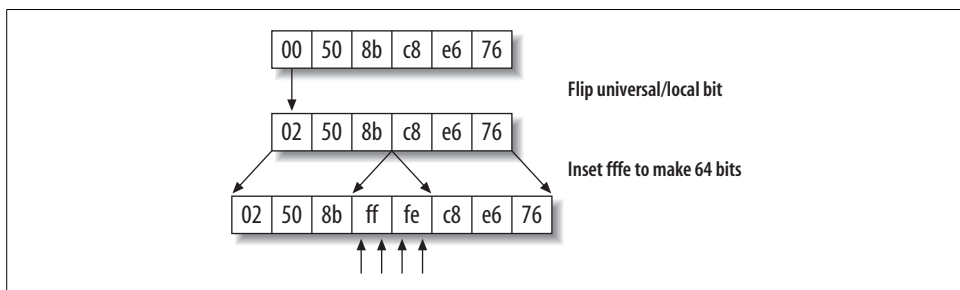 00 50 8b c8 e6 76
Flip universal/local bit
02 50 8b c8 e6 76
Inset fffe to make 64 bits
02 50 8b ff fe c8 e6 76